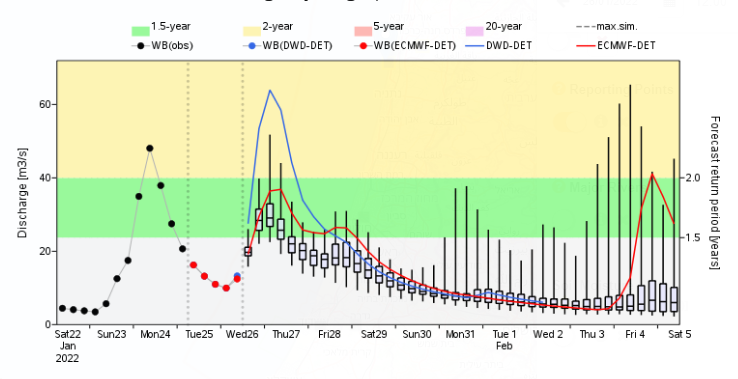 1.5-year 2-year 5-year 20-year max.sim.
WB(obs) WB(DWD-DET) WB(ECMWF-DET) DWD-DET ECMWF-DET
Discharge [m3/s]
60
40
20
0
2.0
1.5
Forecast return period [years]
Sat22 Sun23 Mon24 Tue25 Wed26 Thu27 Fri28 Sat29 Sun30 Mon31 Tue 1 Wed 2 Thu 3 Fri 4 Sat 5
Jan Feb
2022